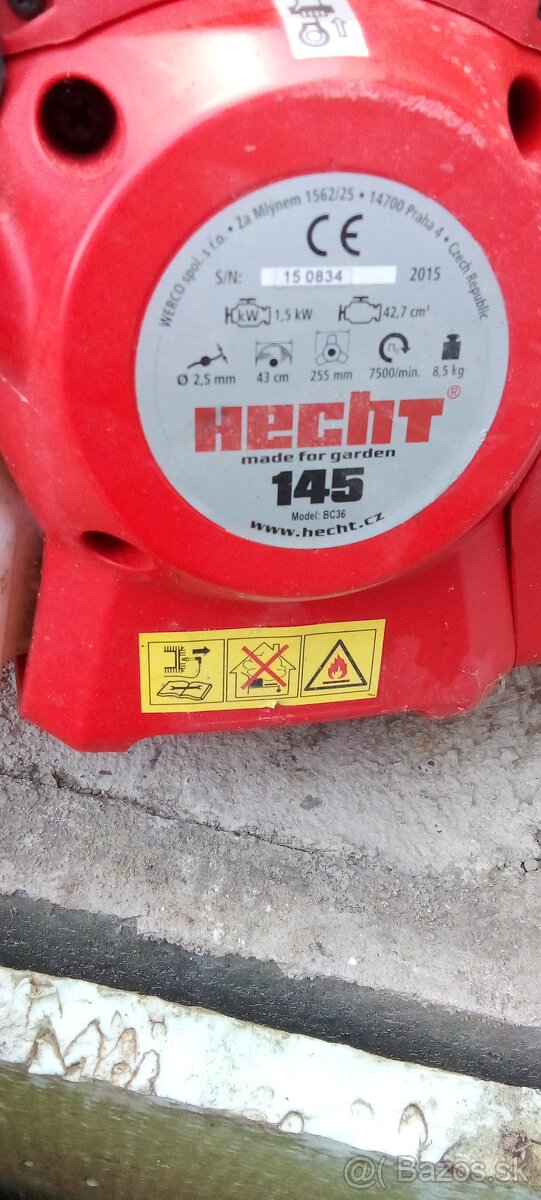 WERCO spol. s r.o. • Za Mlýnem 1562/25 • 14700 Praha 4 • Czech Republic
CE
S/N: 15 0834 2015
kW 1,5 kW 42,7 cm³
Ø 2,5 mm 43 cm 255 mm 7500/min. 8,5 kg
HECHT®
made for garden
145
Model: BC36
www.hecht.cz
@ Bazos.sk